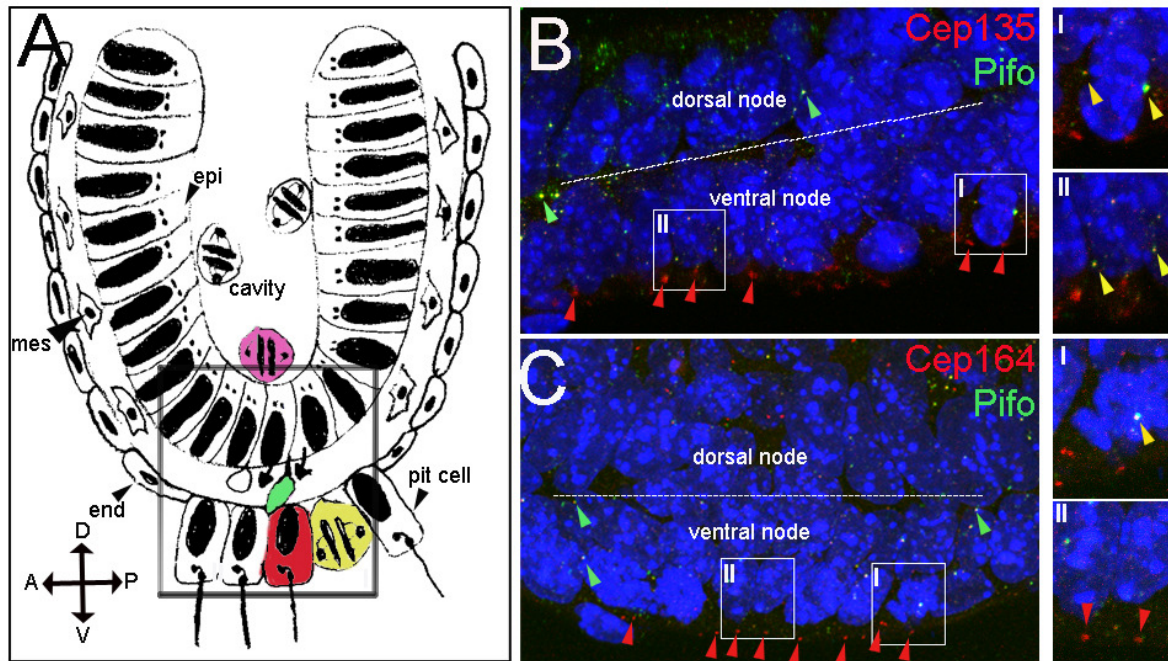 A
epi
cavity
mes
pit cell
end
D
A P
V
B
Cep135
Pifo
dorsal node
ventral node
II
I
I
II
C
Cep164
Pifo
dorsal node
ventral node
II
I
I
II